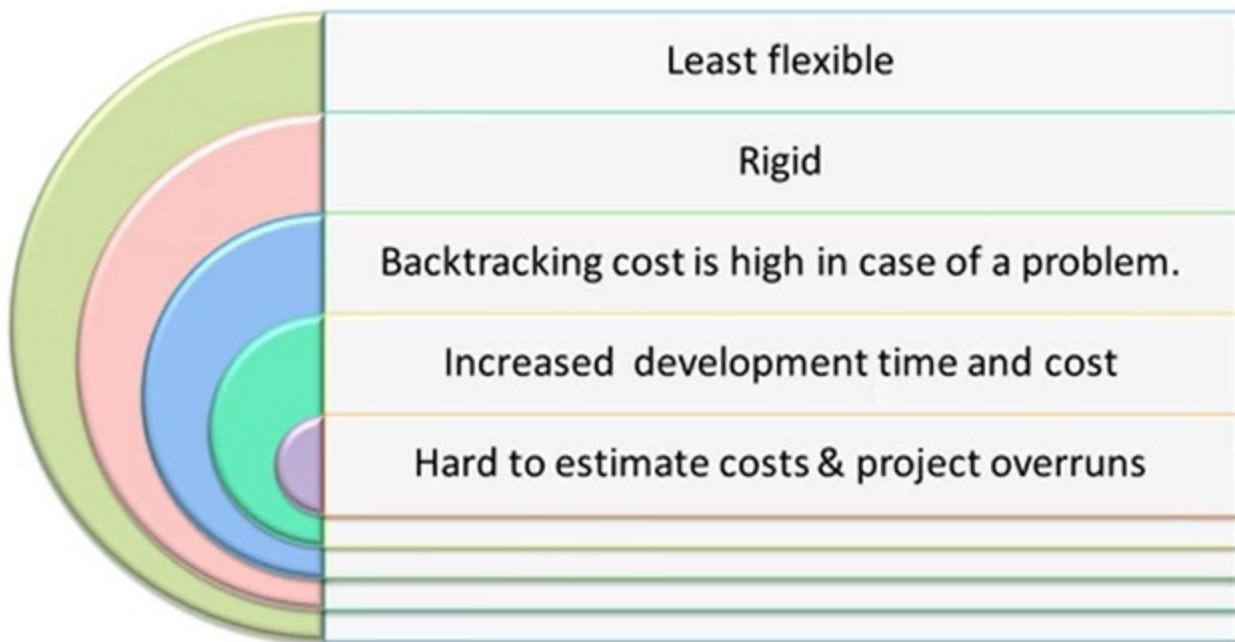 Least flexible
Rigid
Backtracking cost is high in case of a problem.
Increased development time and cost
Hard to estimate costs & project overruns